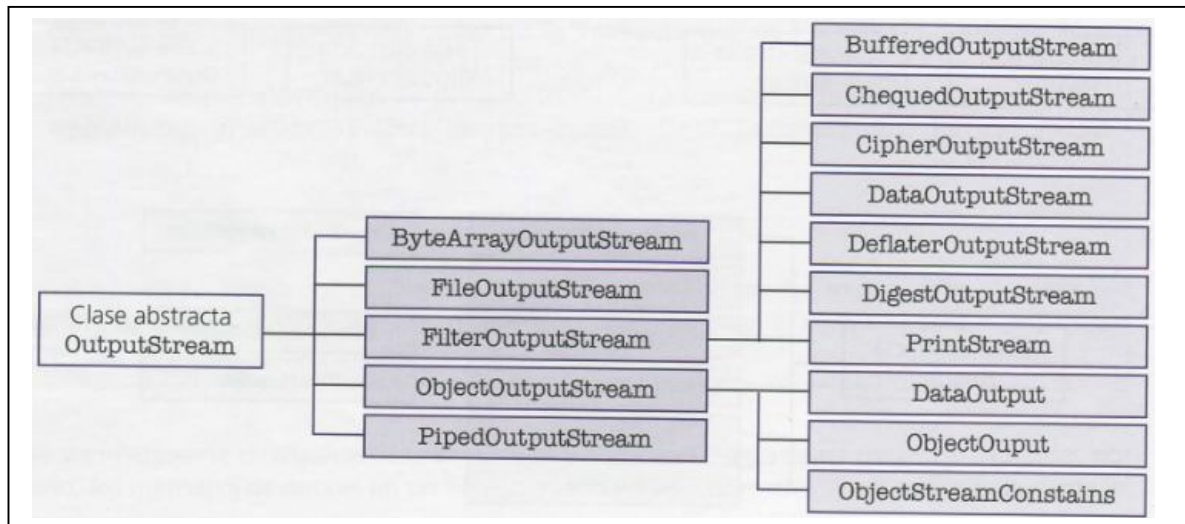 Clase abstracta
OutputStream
ByteArrayOutputStream
FileOutputStream
FilterOutputStream
ObjectOutputStream
PipedOutputStream
BufferedOutputStream
ChequedOutputStream
CipherOutputStream
DataOutputStream
DeflaterOutputStream
DigestOutputStream
PrintStream
DataOutput
ObjectOuput
ObjectStreamConstains